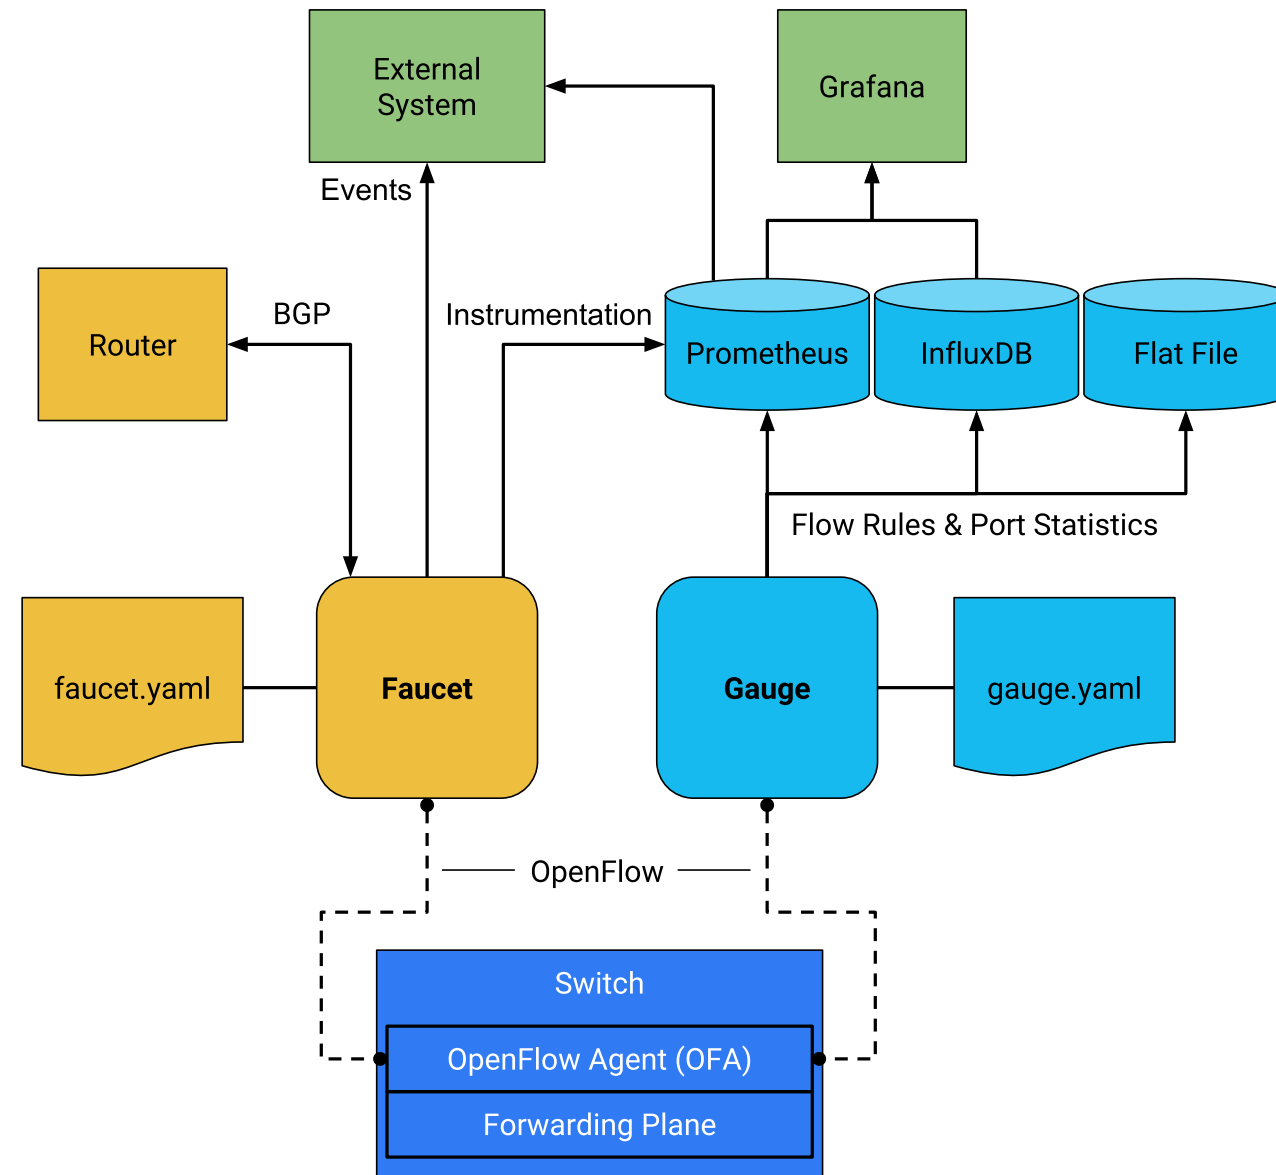 External
System
Grafana
Events
Router
BGP
Instrumentation
Prometheus
InfluxDB
Flat File
Flow Rules & Port Statistics
faucet.yaml
Faucet
Gauge
gauge.yaml
OpenFlow
Switch
OpenFlow Agent (OFA)
Forwarding Plane